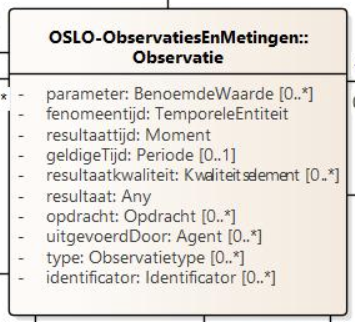 OSLO-ObservatiesEnMetingen::
Observatie
- parameter: BenoemdeWaarde [0..*]
- fenomeentijd: TemporeleEntiteit
- resultaattijd: Moment
- geldigeTijd: Periode [0..1]
- resultaatkwaliteit: Kwaliteitselement [0..*]
- resultaat: Any
- opdracht: Opdracht [0..*]
- uitgevoerdDoor: Agent [0..*]
- type: Observatietype [0..*]
- identificator: Identificator [0..*]
*